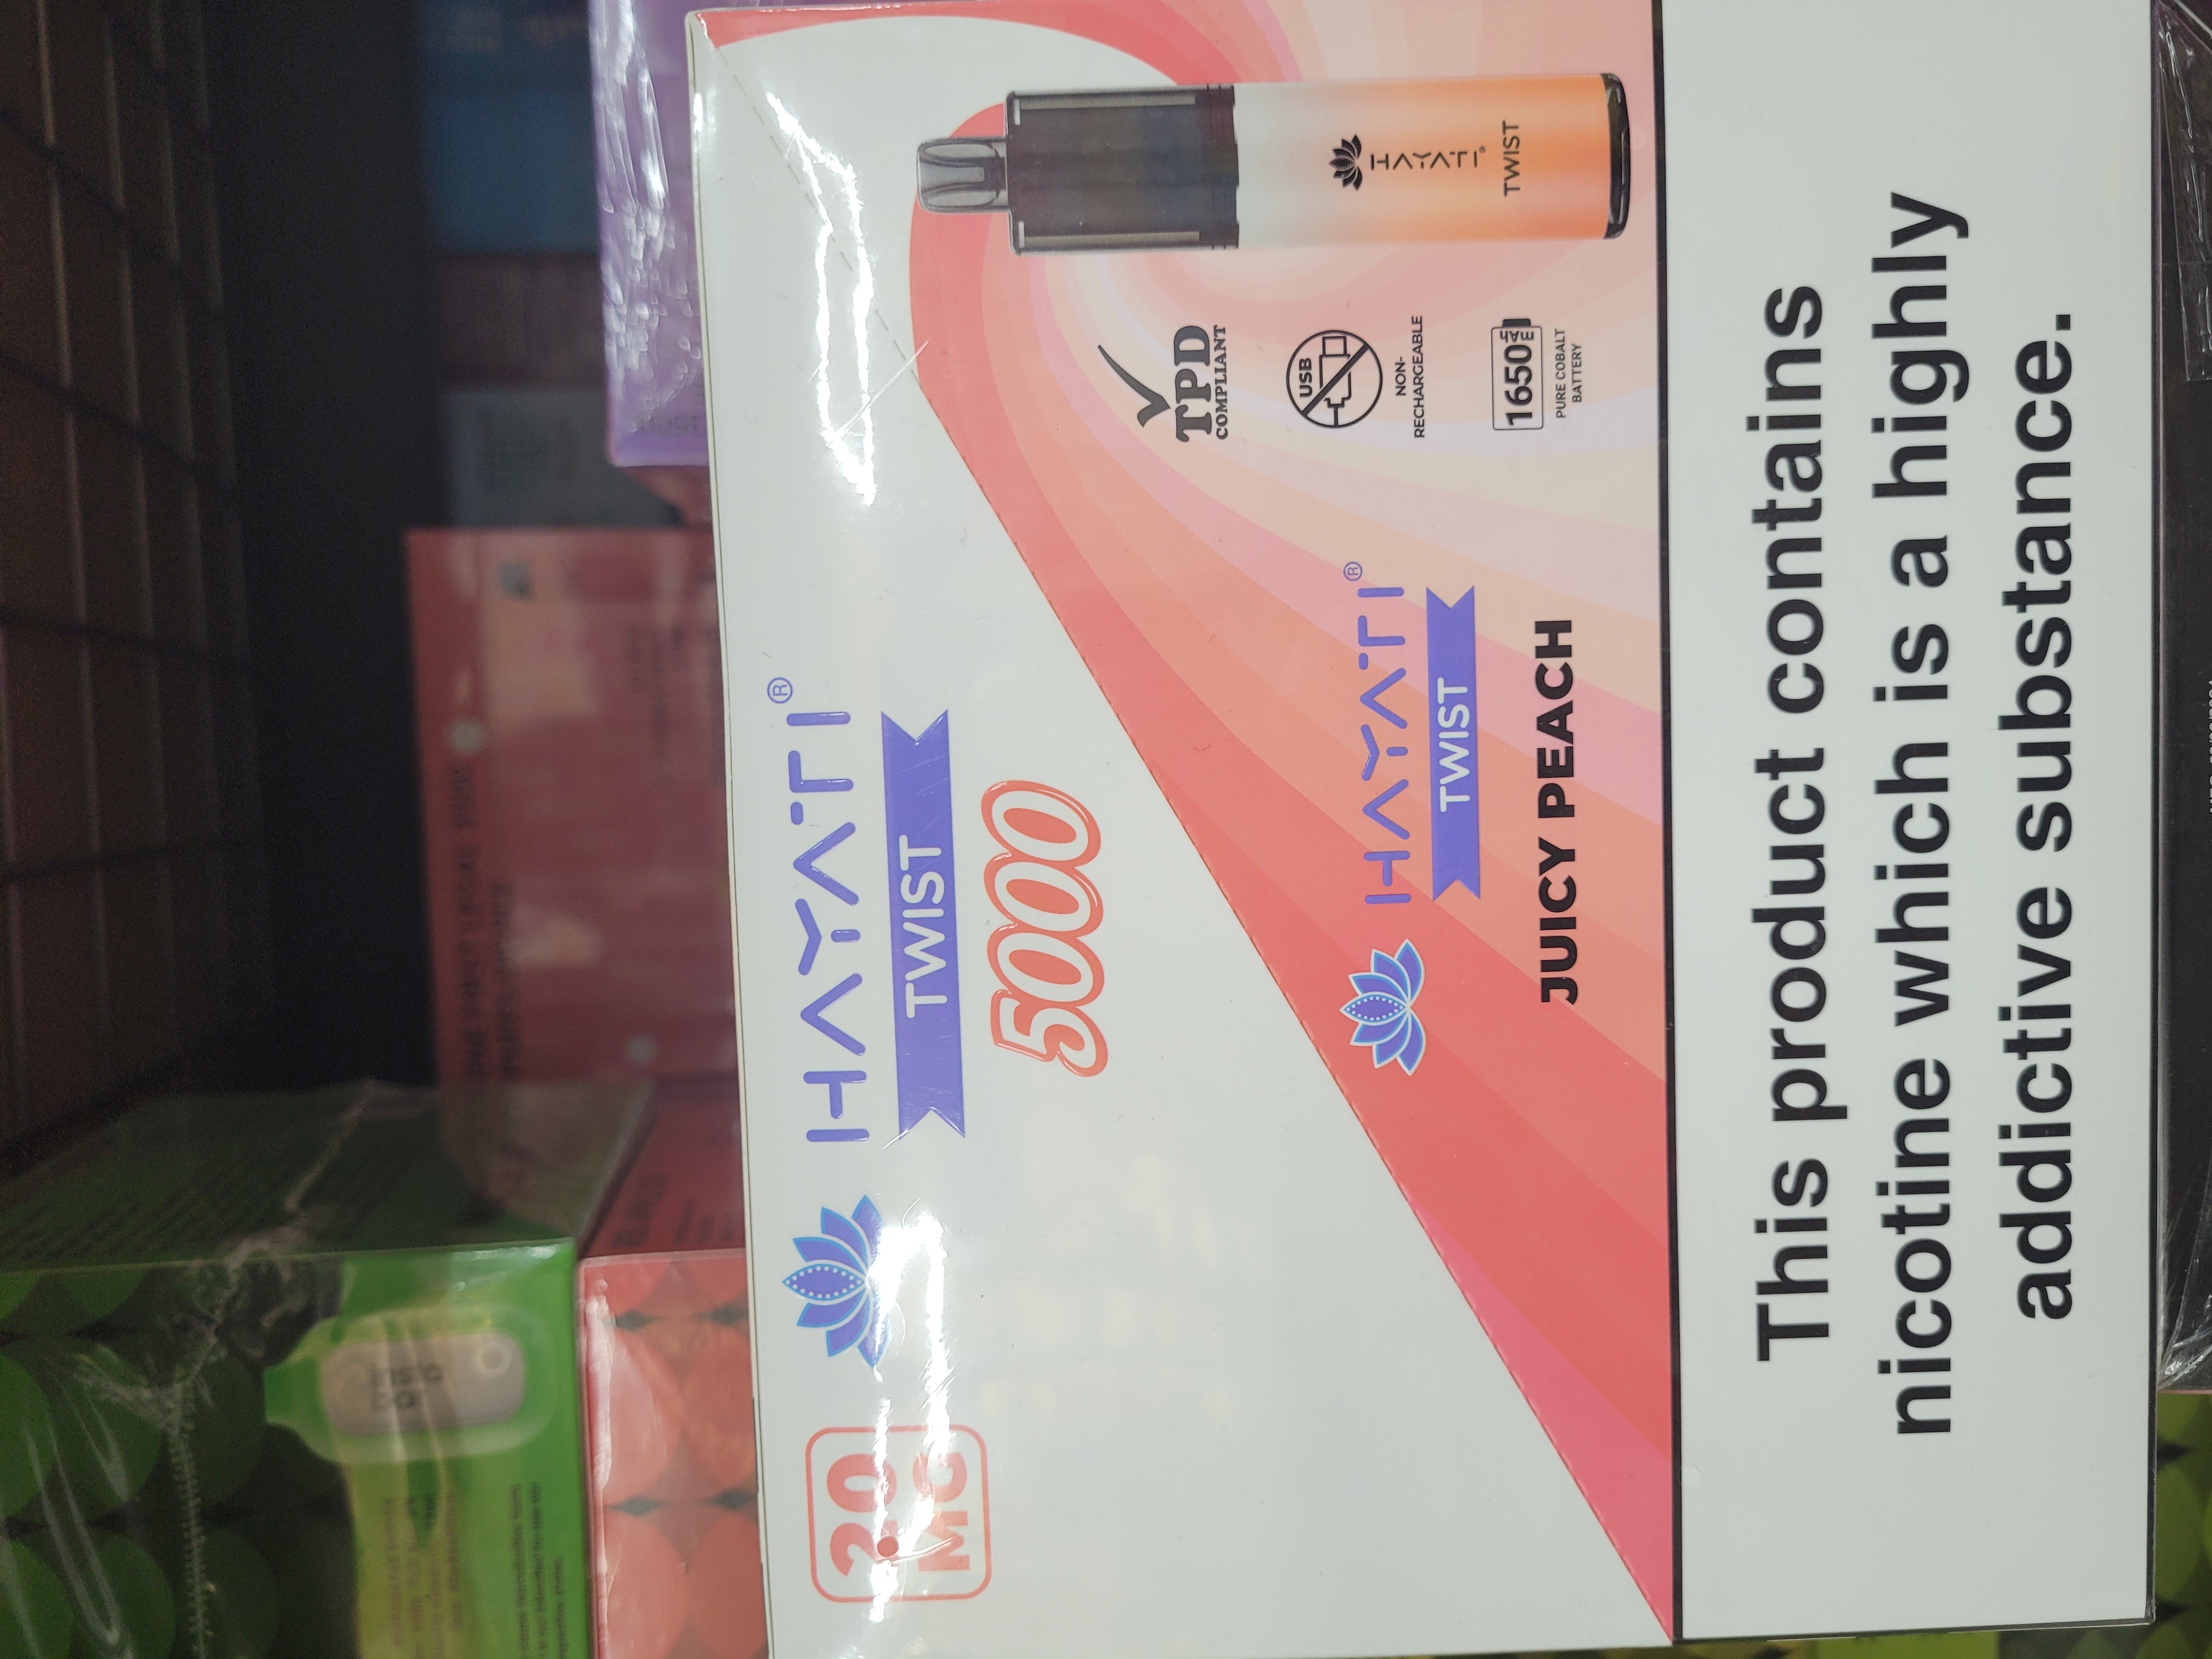 20
MG
HAYATI®
TWIST
5000
HAYATI®
TWIST
JUICY PEACH
TPD
COMPLIANT
USB
NON-
RECHARGEABLE
1650
PURE COBALT
BATTERY
HAYATI®
TWIST
This product contains
nicotine which is a highly
addictive substance.